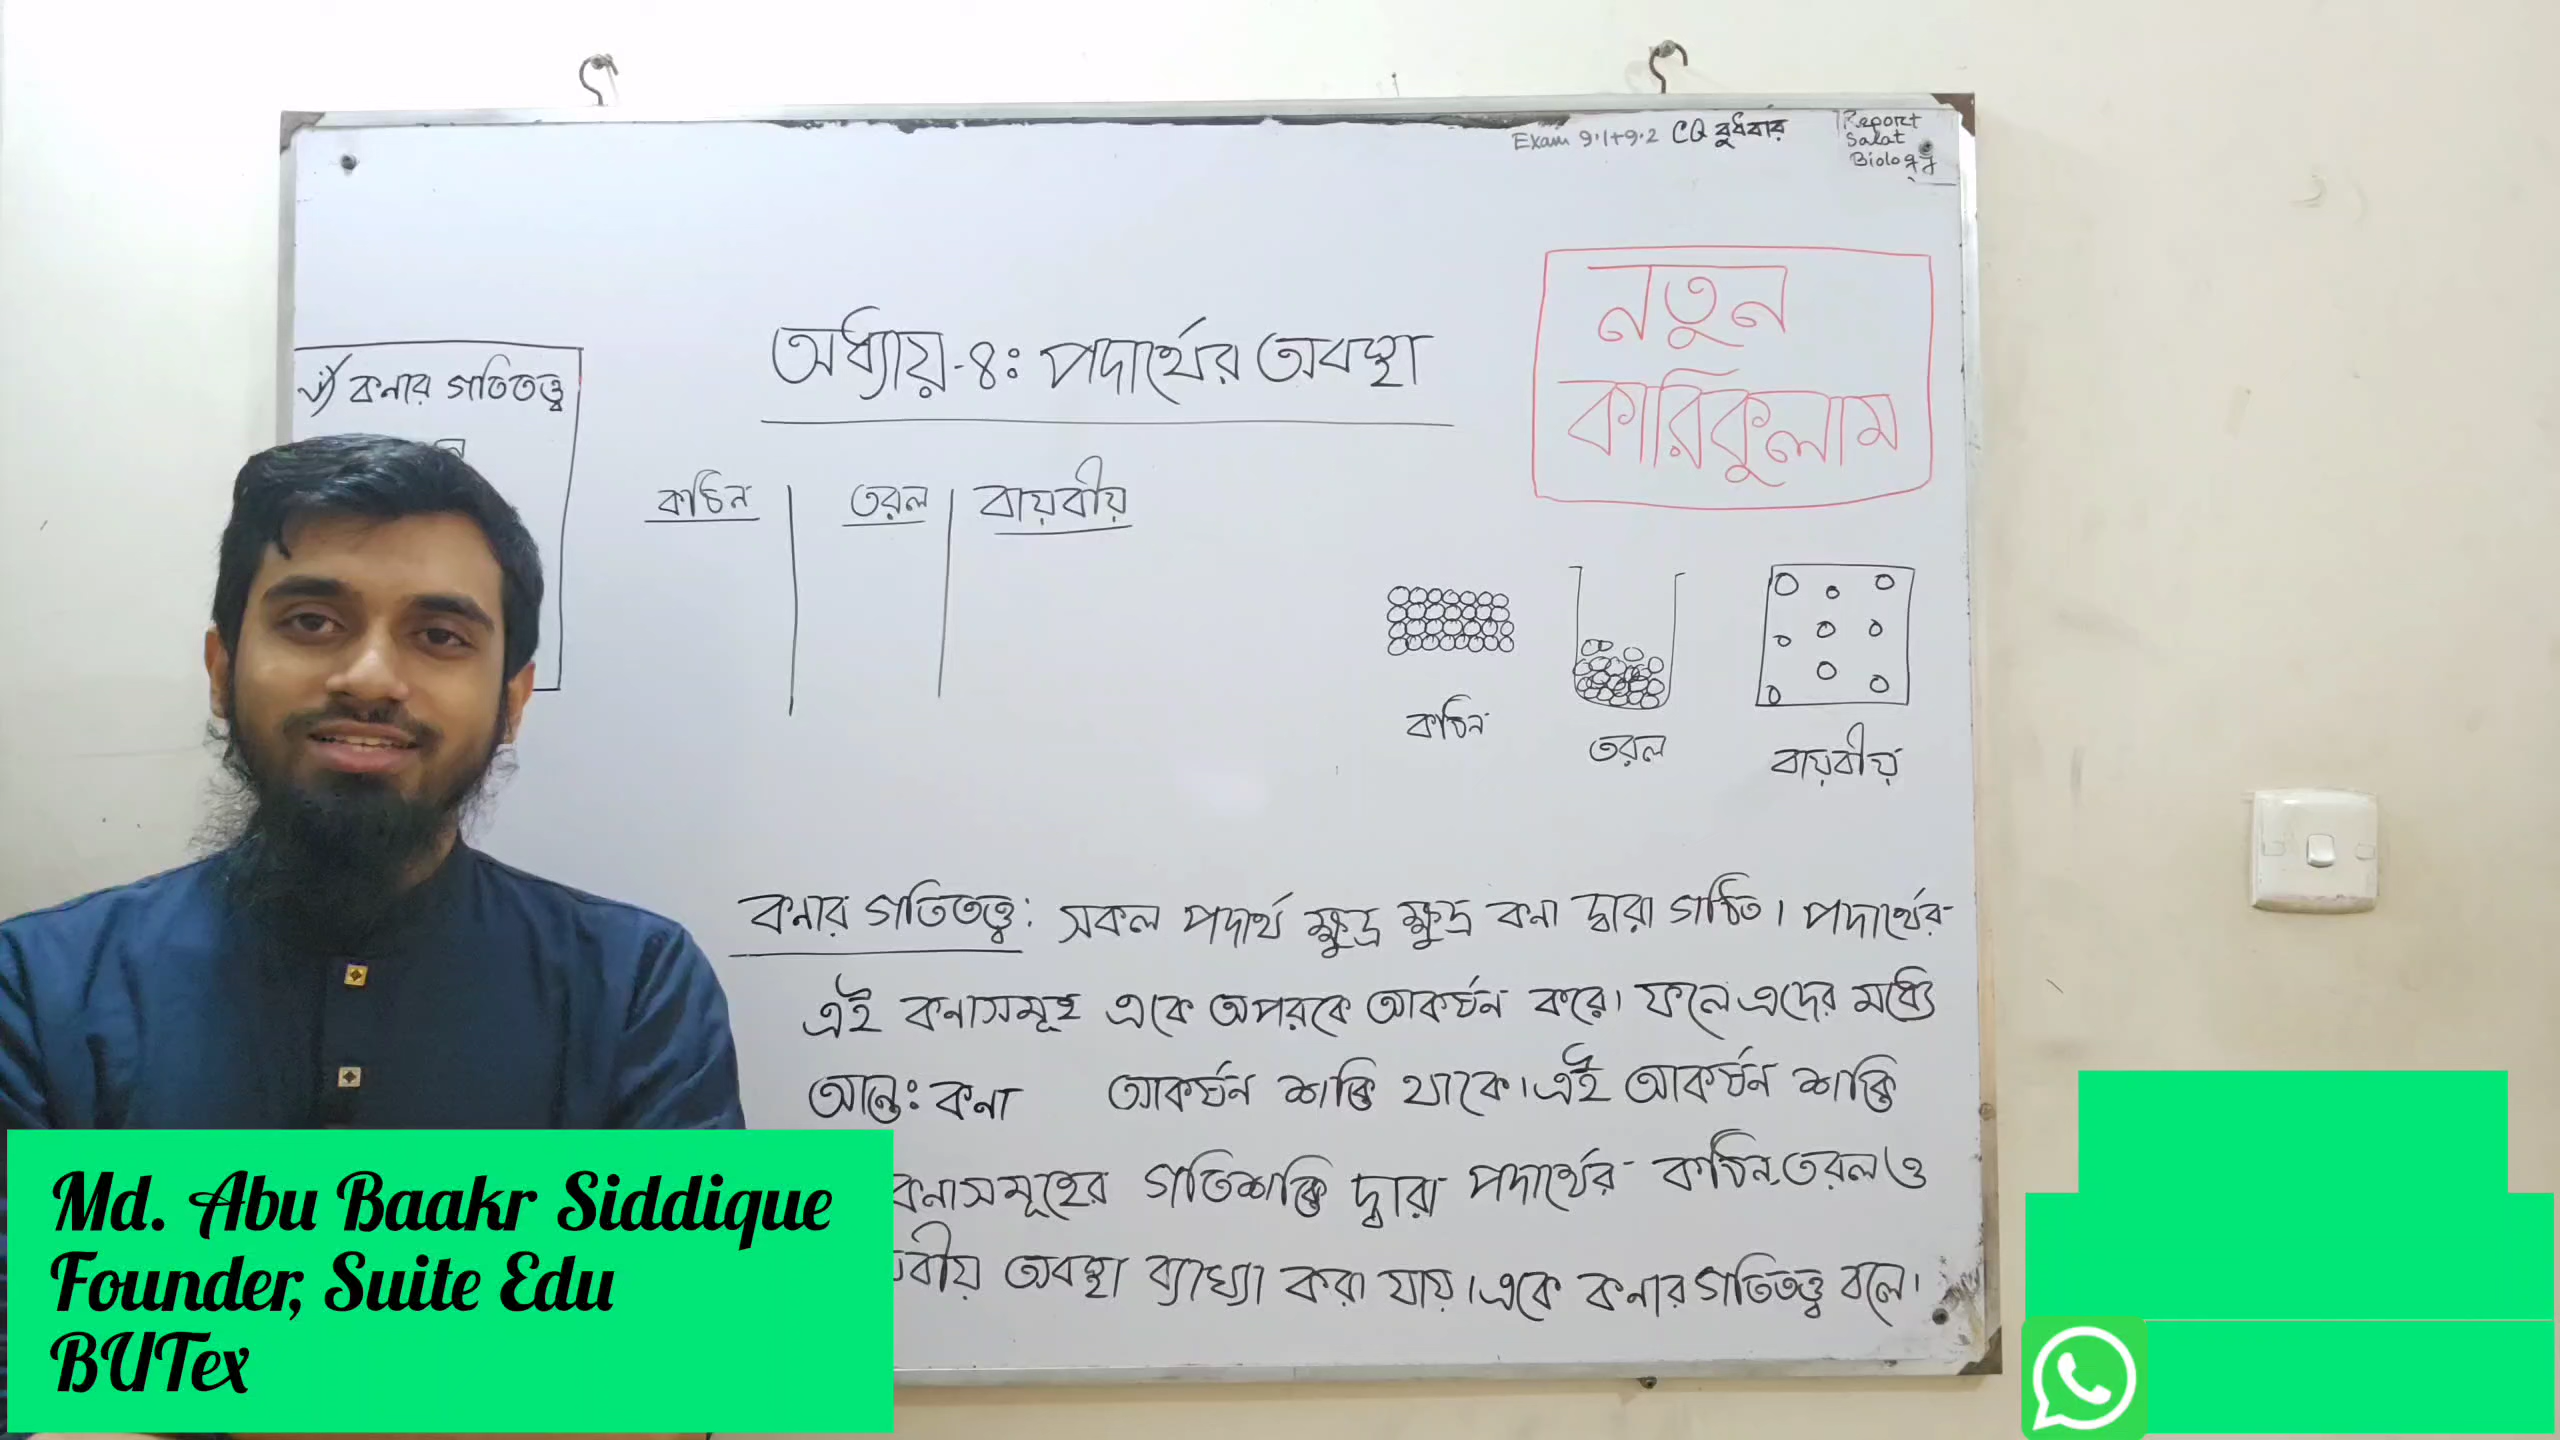 Exam 9.1+9.2 CQ বুধবার
Report
Salat
Biology
নতুন
কারিকুলাম
অধ্যায়-৪ঃ পদার্থের অবস্থা
কনার গতিতত্ত্ব
কঠিন
তরল
বায়বীয়
কঠিন
তরল
বায়বীয়
কনার গতিতত্ত্ব: সকল পদার্থ ক্ষুদ্র ক্ষুদ্র কনা দ্বারা গঠিত। পদার্থের
এই কনাসমূহ একে অপরকে আকর্ষন করে। ফলে এদের মধ্যে
আন্তঃ কনা আকর্ষন শক্তি থাকে। এই আকর্ষন শক্তি
কনাসমূহের গতিশক্তি দ্বারা পদার্থের কঠিন, তরল ও
বীয় অবস্থা ব্যাখ্যা করা যায়। একে কনার গতিতত্ত্ব বলে।
Md. Abu Baakr Siddique
Founder, Suite Edu
BUTex